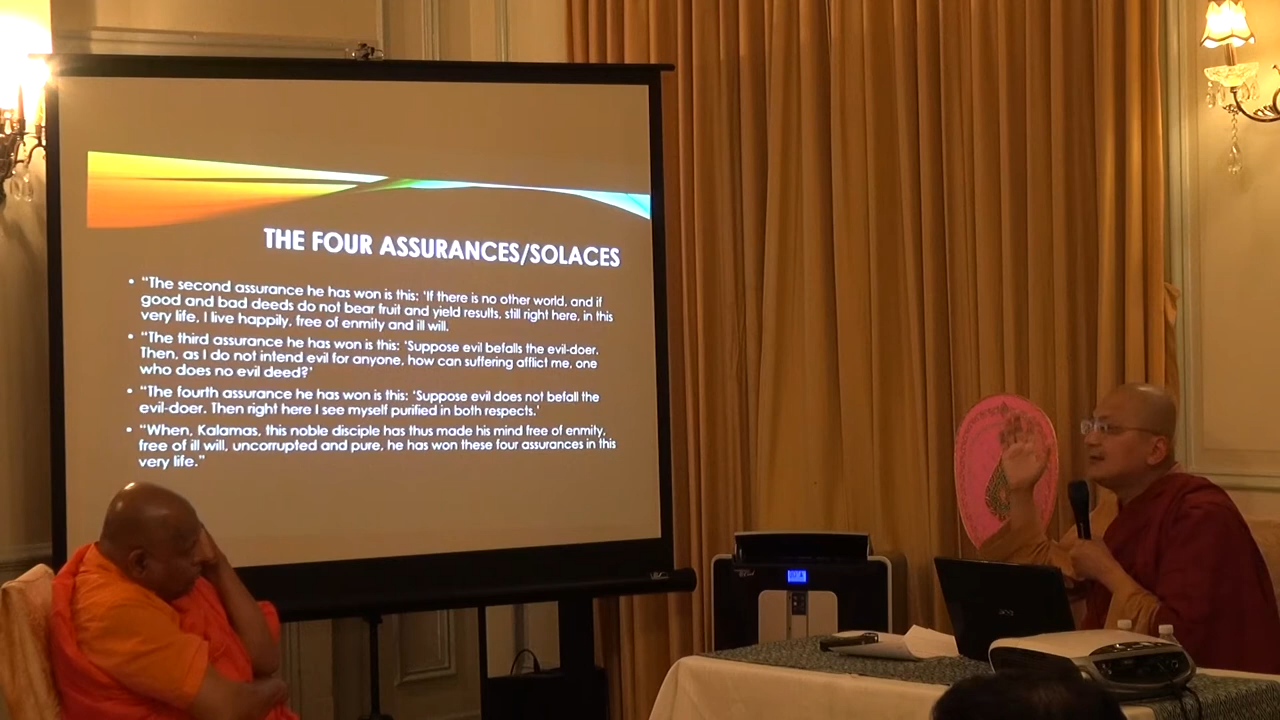 THE FOUR ASSURANCES/SOLACES
• “The second assurance he has won is this: 'If there is no other world, and if
good and bad deeds do not bear fruit and yield results, still right here, in this
very life, I live happily, free of enmity and ill will.
• “The third assurance he has won is this: 'Suppose evil befalls the evil-doer.
Then, as I do not intend evil for anyone, how can suffering afflict me, one
who does no evil deed?'
• “The fourth assurance he has won is this: 'Suppose evil does not befall the
evil-doer. Then right here I see myself purified in both respects.'
• “When, Kalamas, this noble disciple has thus made his mind free of enmity,
free of ill will, uncorrupted and pure, he has won these four assurances in this
very life.”
acer